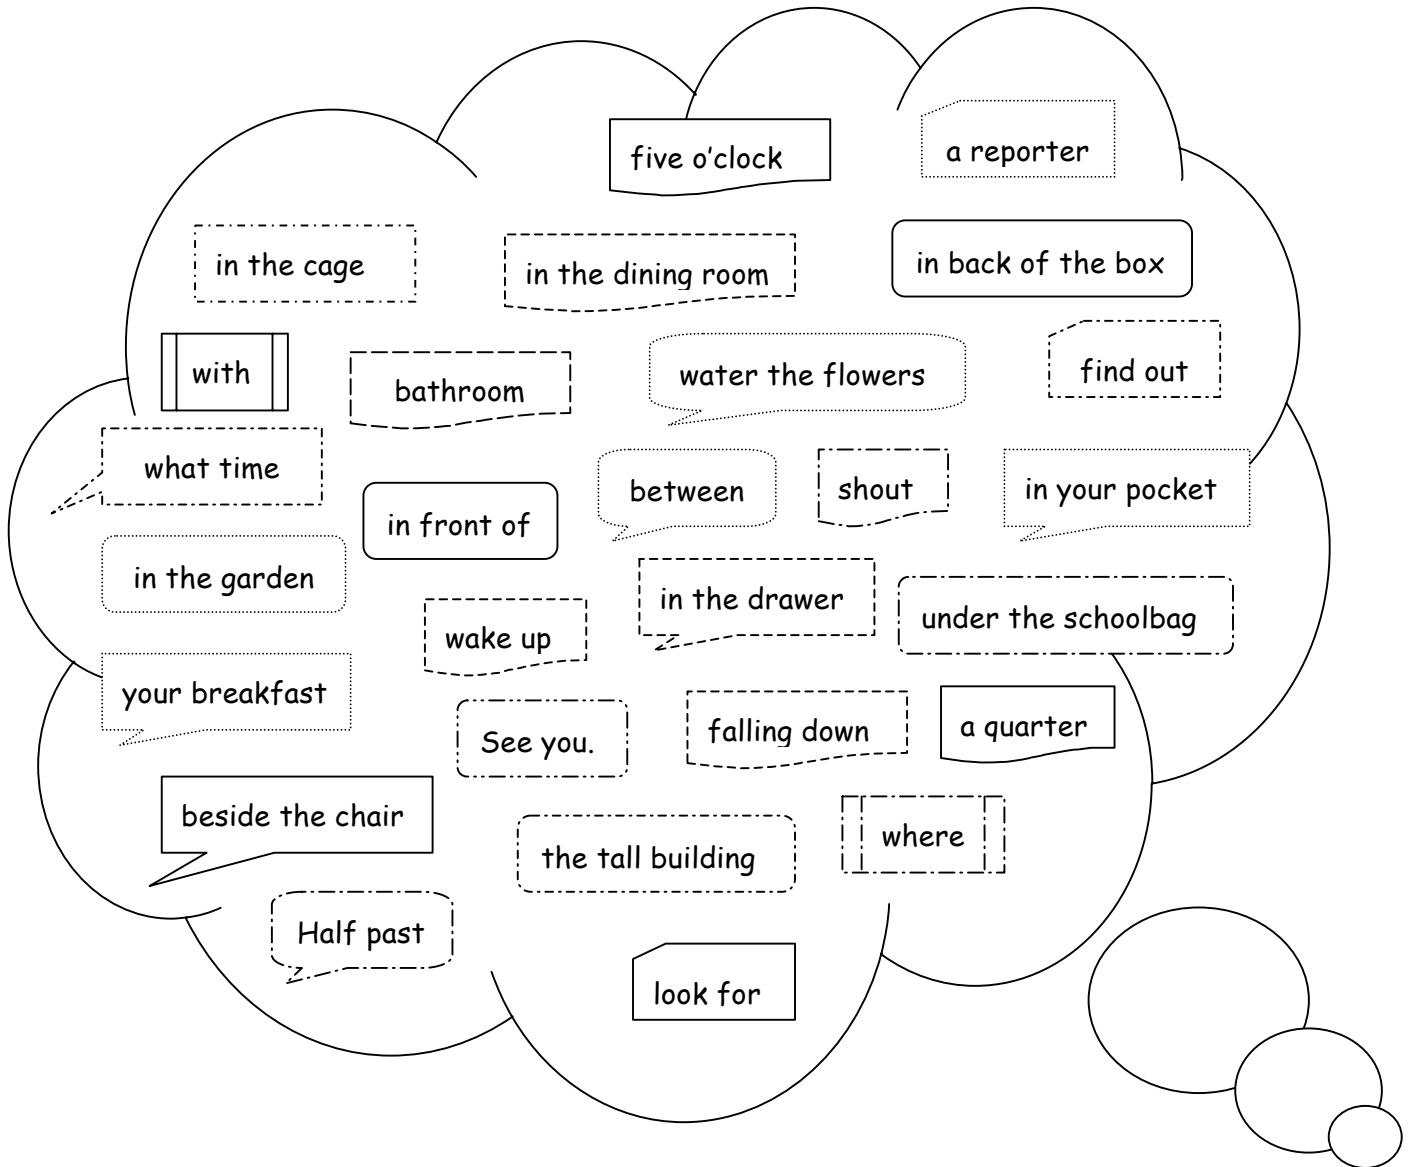 five o'clock
a reporter
in the cage
in the dining room
in back of the box
with
bathroom
water the flowers
find out
what time
in front of
between
shout
in your pocket
in the garden
wake up
in the drawer
under the schoolbag
your breakfast
See you.
falling down
a quarter
beside the chair
the tall building
where
Half past
look for